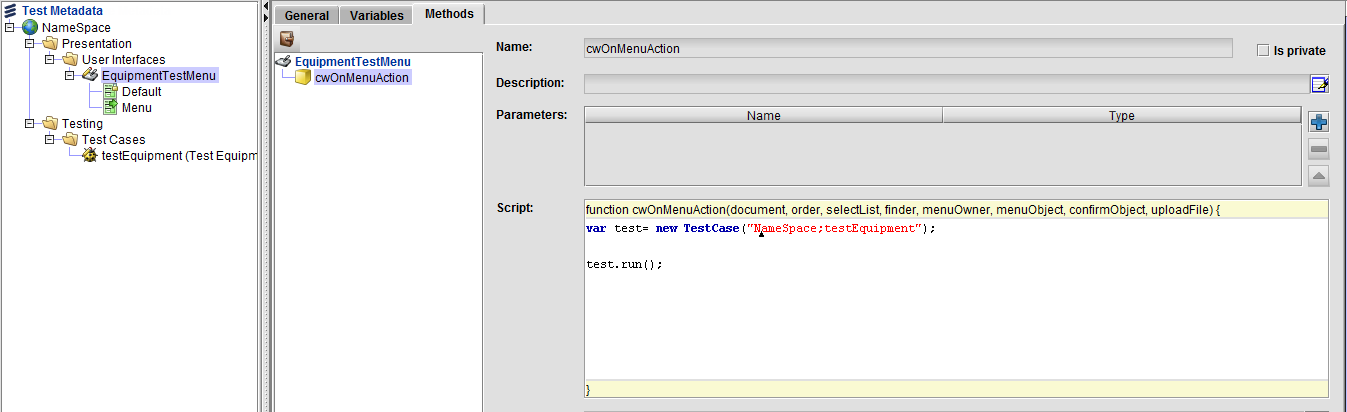 Test Metadata
NameSpace
Presentation
User Interfaces
EquipmentTestMenu
Default
Menu
Testing
Test Cases
testEquipment (Test Equipm
General Variables Methods
EquipmentTestMenu
cwOnMenuAction
Name: cwOnMenuAction Is private
Description:
Parameters: Name Type
Script: function cwOnMenuAction(document, order, selectList, finder, menuOwner, menuObject, confirmObject, uploadFile) {
var test= new TestCase("NameSpace;testEquipment");
test.run();
}